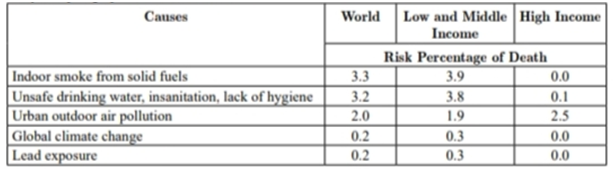 Causes World Low and Middle Income High Income
Risk Percentage of Death
Indoor smoke from solid fuels 3.3 3.9 0.0
Unsafe drinking water, insanitation, lack of hygiene 3.2 3.8 0.1
Urban outdoor air pollution 2.0 1.9 2.5
Global climate change 0.2 0.3 0.0
Lead exposure 0.2 0.3 0.0